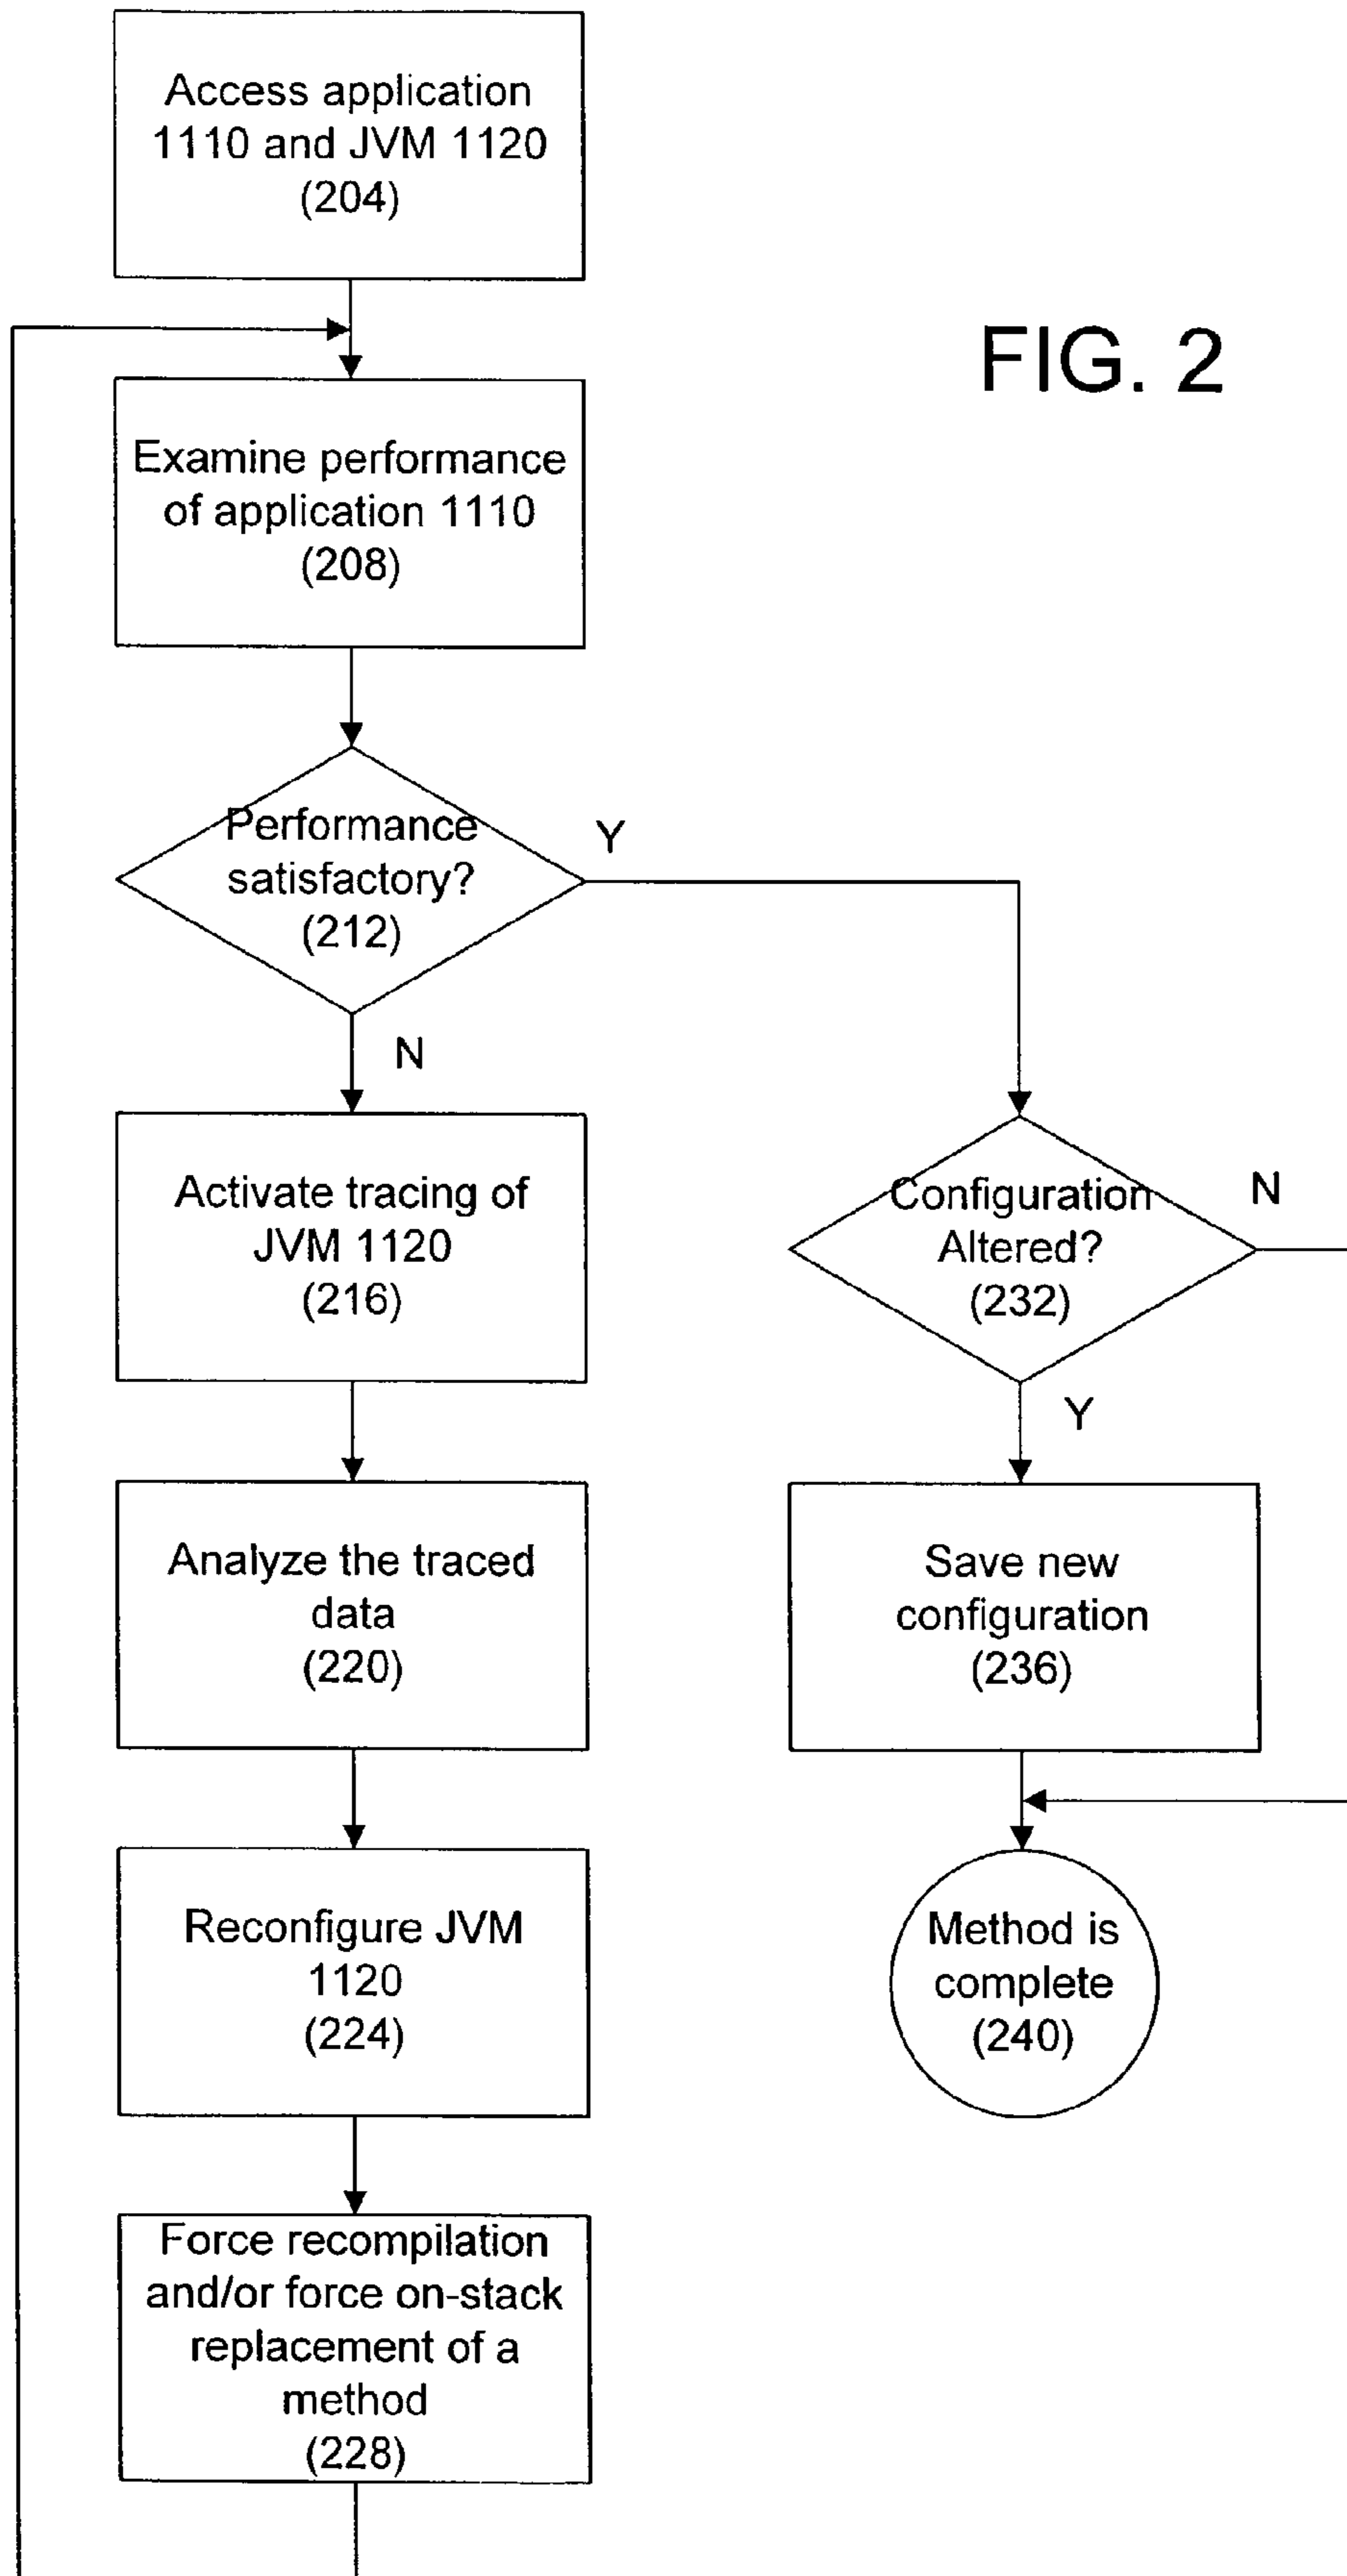 Access application
1110 and JVM 1120
(204)
FIG. 2
Examine performance
of application 1110
(208)
Performance
satisfactory?
(212)
Y
N
Activate tracing of
JVM 1120
(216)
Configuration
Altered?
(232)
N
Y
Analyze the traced
data
(220)
Save new
configuration
(236)
Reconfigure JVM
1120
(224)
Method is
complete
(240)
Force recompilation
and/or force on-stack
replacement of a
method
(228)